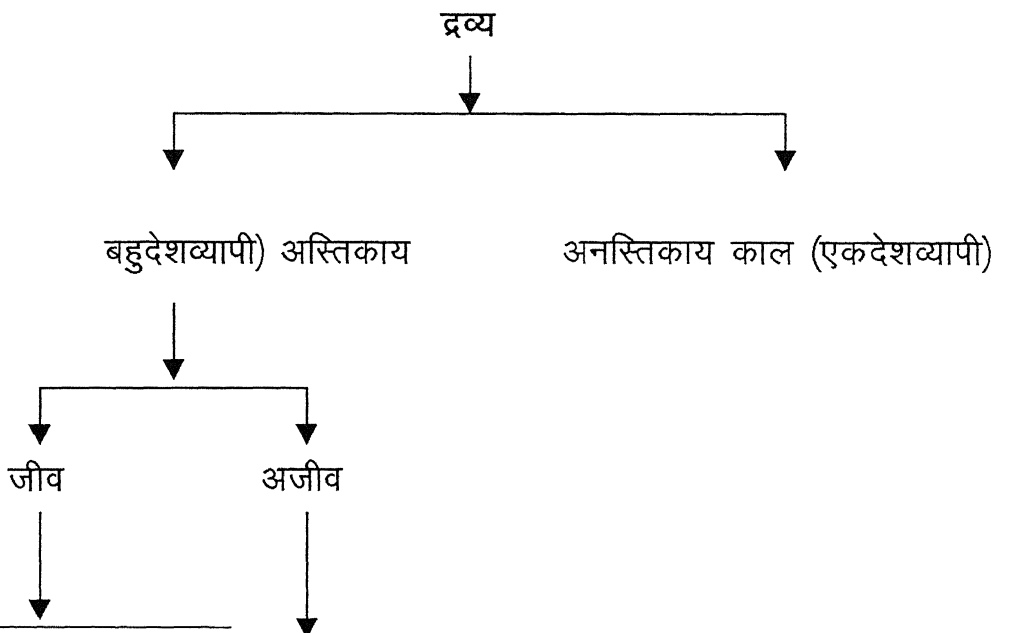 द्रव्य
बहुदेशव्यापी) अस्तिकाय अनस्तिकाय काल (एकदेशव्यापी)
जीव अजीव